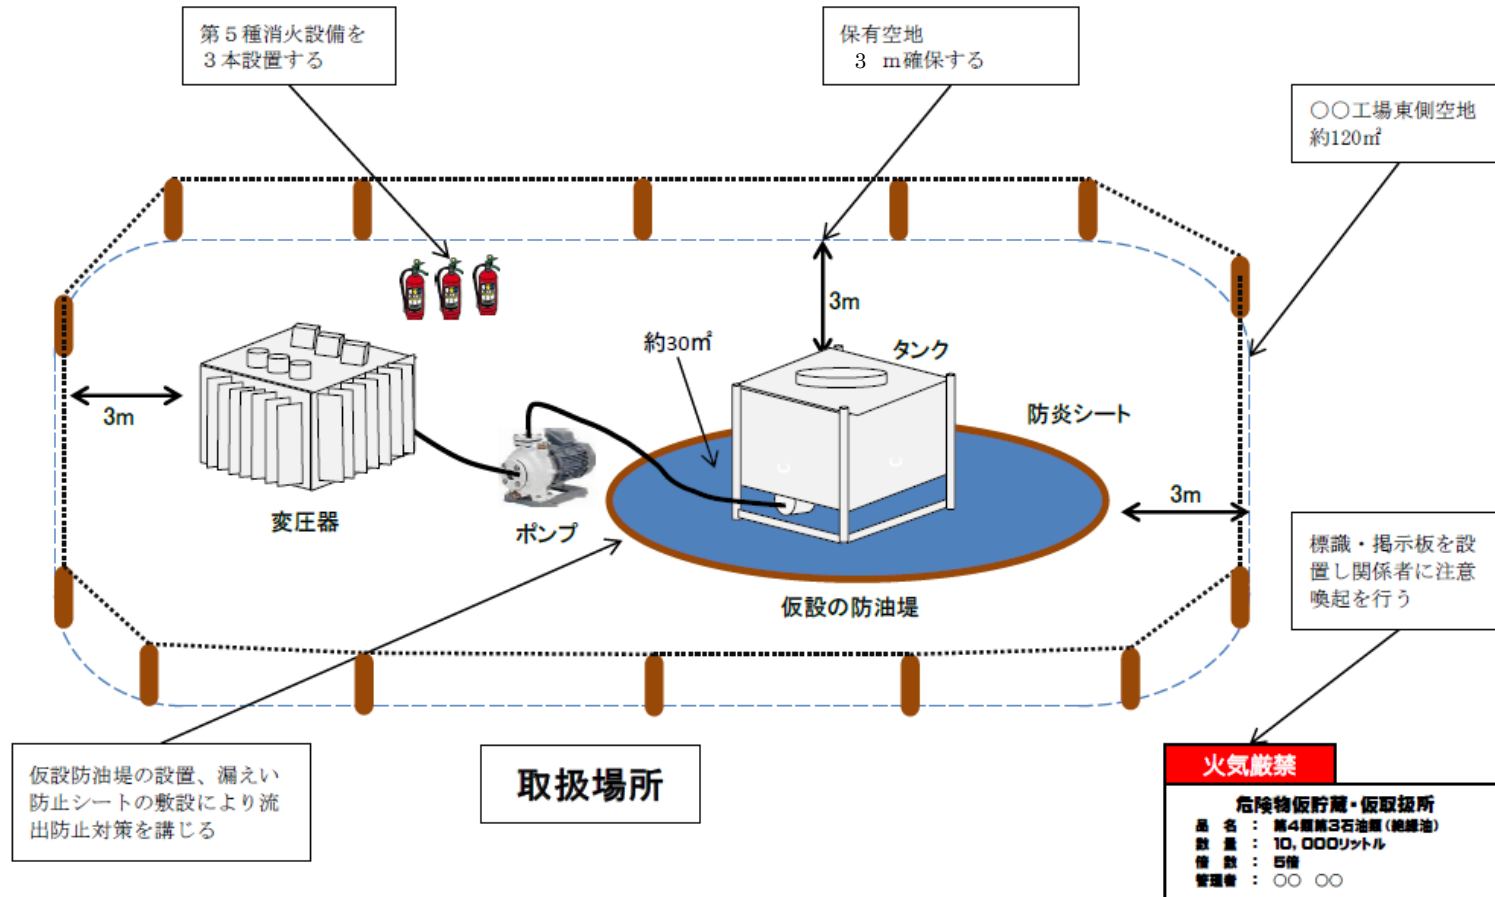 第５種消火設備を
３本設置する
保有空地
3 ｍ確保する
〇〇工場東側空地
約120㎡
3m
約30㎡
タンク
防炎シート
3m
変圧器
ポンプ
3m
仮設の防油堤
標識・掲示板を設
置し関係者に注意
喚起を行う
仮設防油堤の設置、漏えい
防止シートの敷設により流
出防止対策を講じる
取扱場所
火気厳禁
危険物仮貯蔵・仮取扱所
品 名 ： 第4類第3石油類（絶縁油）
数 量 ： 10，000リットル
倍 数 ： 5倍
管理者 ： 〇〇 〇〇